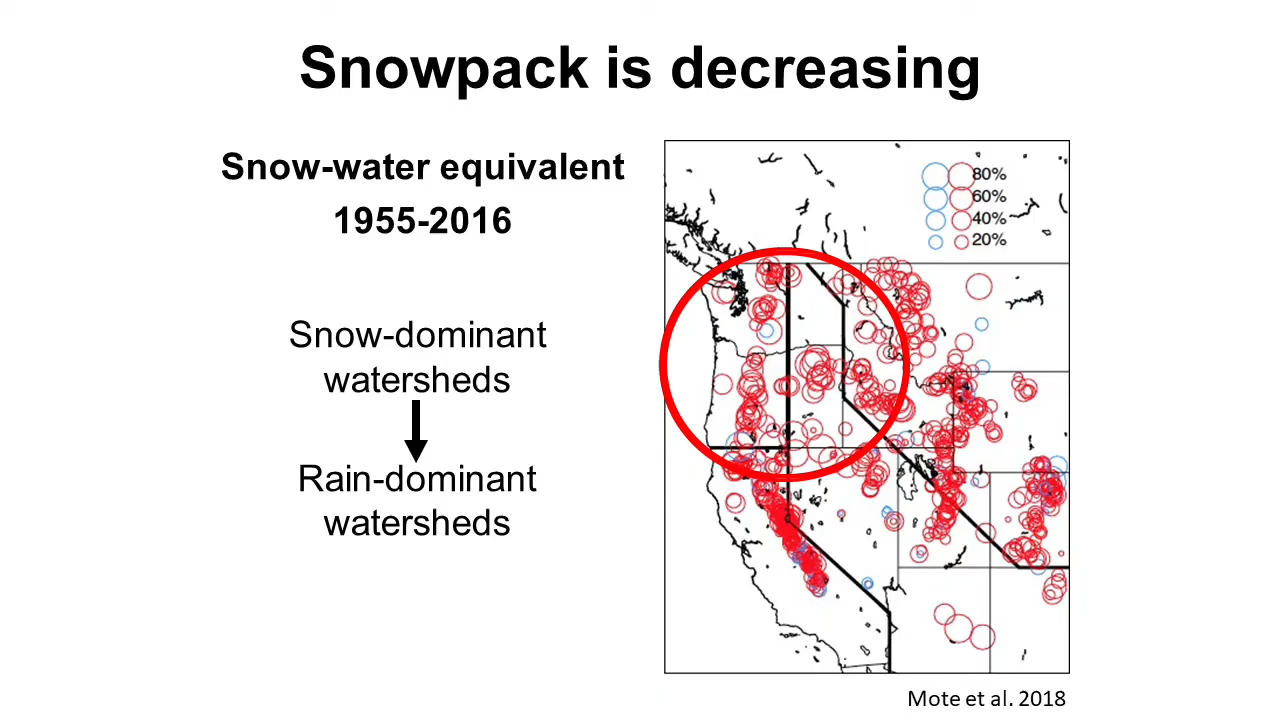 Snowpack is decreasing
Snow-water equivalent
1955-2016
Snow-dominant
watersheds
Rain-dominant
watersheds
80%
60%
40%
20%
Mote et al. 2018